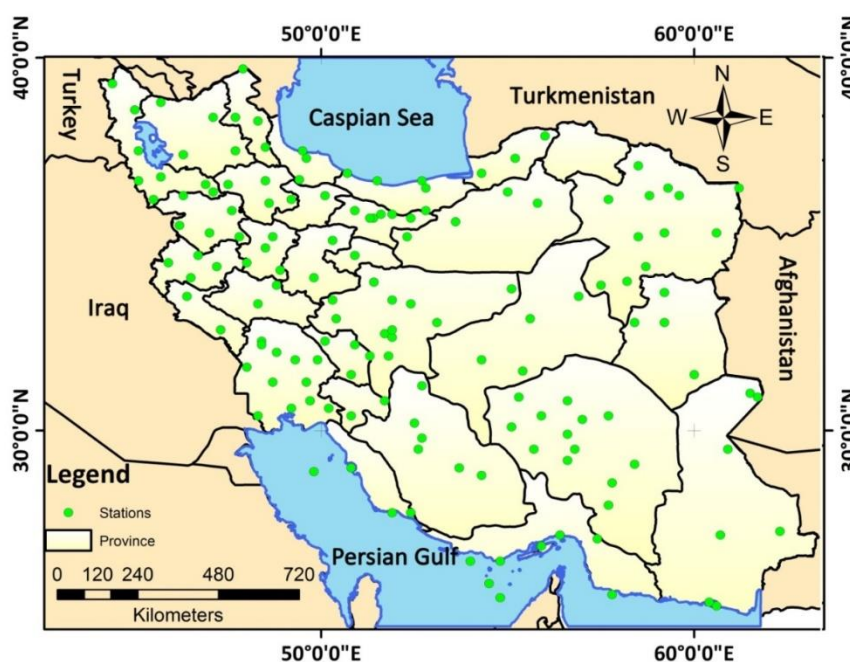 50°0'0"E 60°0'0"E
40°0'0"N
40°0'0"N
Turkey
Caspian Sea
Turkmenistan
N
W E
S
Iraq
Afghanistan
30°0'0"N
30°0'0"N
Legend
Stations
Province
Persian Gulf
0 120 240 480 720
Kilometers
50°0'0"E 60°0'0"E